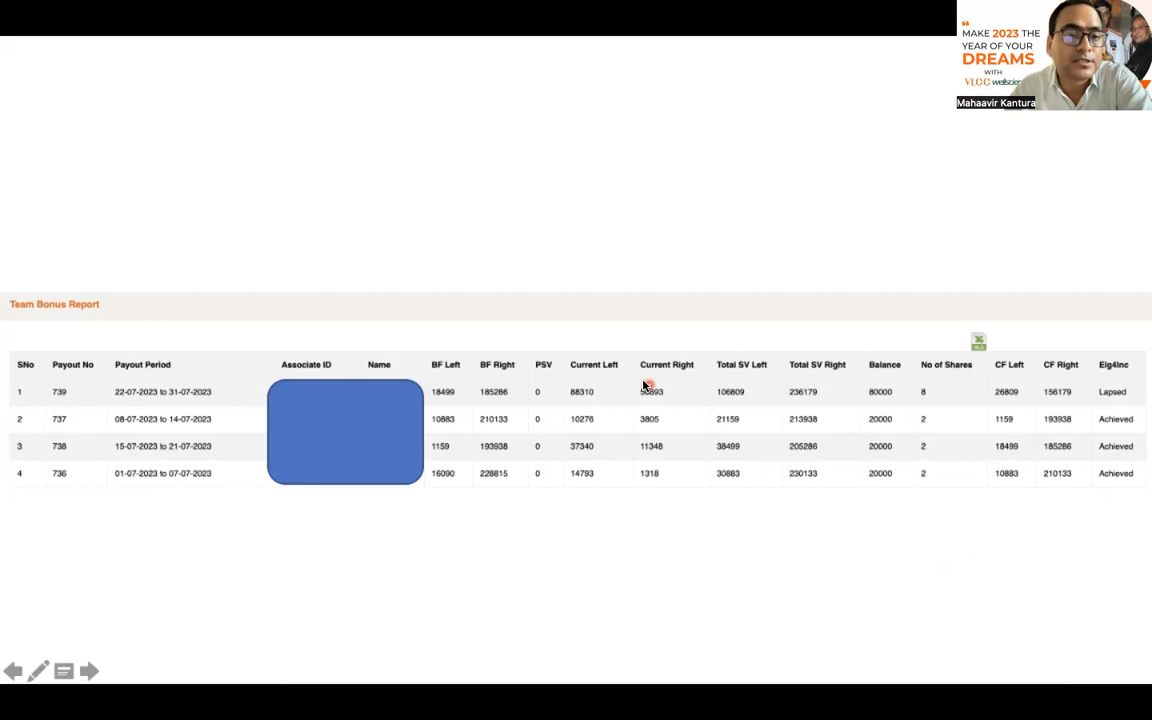 MAKE 2023 THE
YEAR OF YOUR
DREAMS
WITH
VLCC
Mahaavir Kantura
Team Bonus Report
SNo Payout No Payout Period Associate ID Name BF Left BF Right PSV Current Left Current Right Total SV Left Total SV Right Balance No of Shares CF Left CF Right Elg4Inc
1 739 22-07-2023 to 31-07-2023 18499 185286 0 88310 106809 236179 80000 8 26809 156179 Lapsed
2 737 08-07-2023 to 14-07-2023 10883 210133 0 10276 3805 21159 213938 20000 2 1159 193938 Achieved
3 738 15-07-2023 to 21-07-2023 1159 193938 0 37340 11348 38499 205286 20000 2 18499 185286 Achieved
4 736 01-07-2023 to 07-07-2023 16090 228815 0 14793 1318 30883 230133 20000 2 10883 210133 Achieved